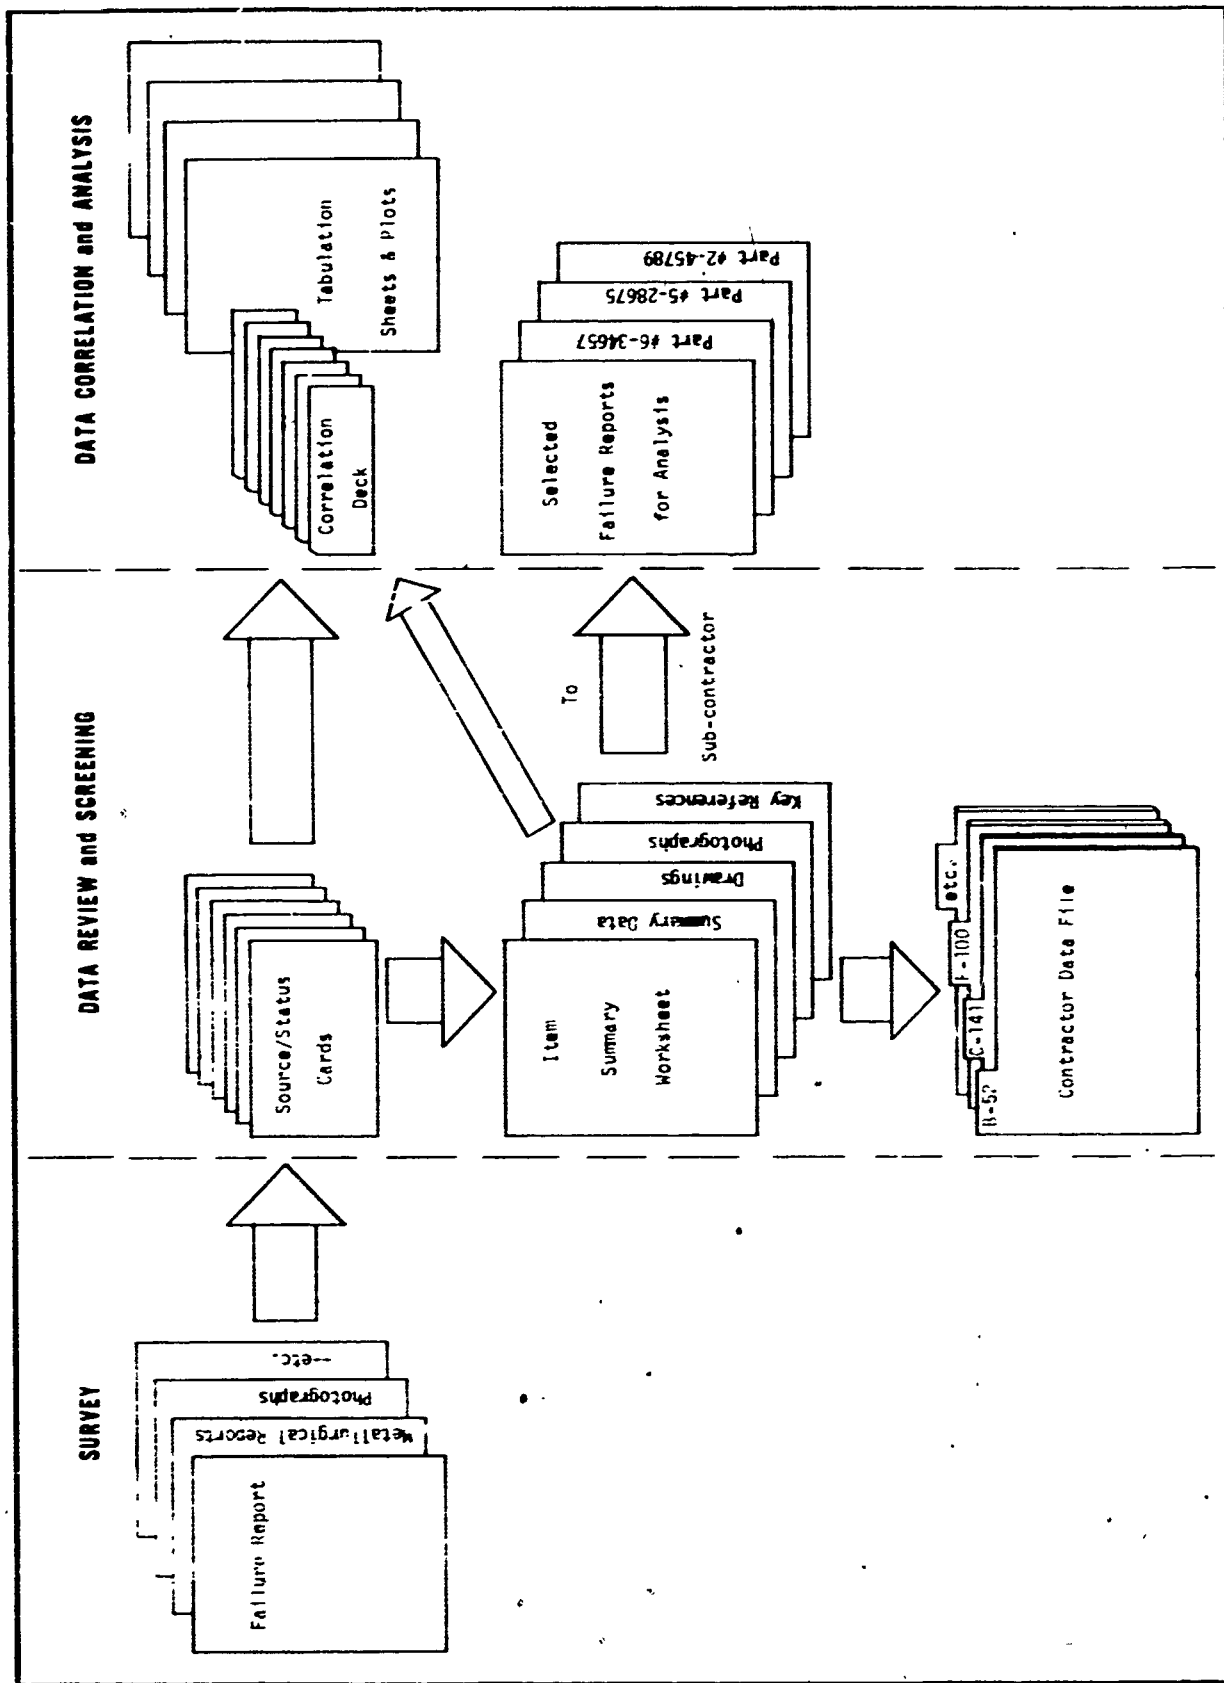 SURVEY
Failure Report
Metallurgical Reports
Photographs
--etc.
DATA REVIEW and SCREENING
Source/Status
Cards
Item
Summary
Worksheet
Summary Data
Drawings
Photographs
Key References
To
Sub-contractor
B-52
C-141
F-100
etc.
Contractor Data File
DATA CORRELATION and ANALYSIS
Correlation
Deck
Tabulation
Sheets & Plots
Selected
Failure Reports
for Analysis
Part #6-34657
Part #5-28675
Part #2-45789